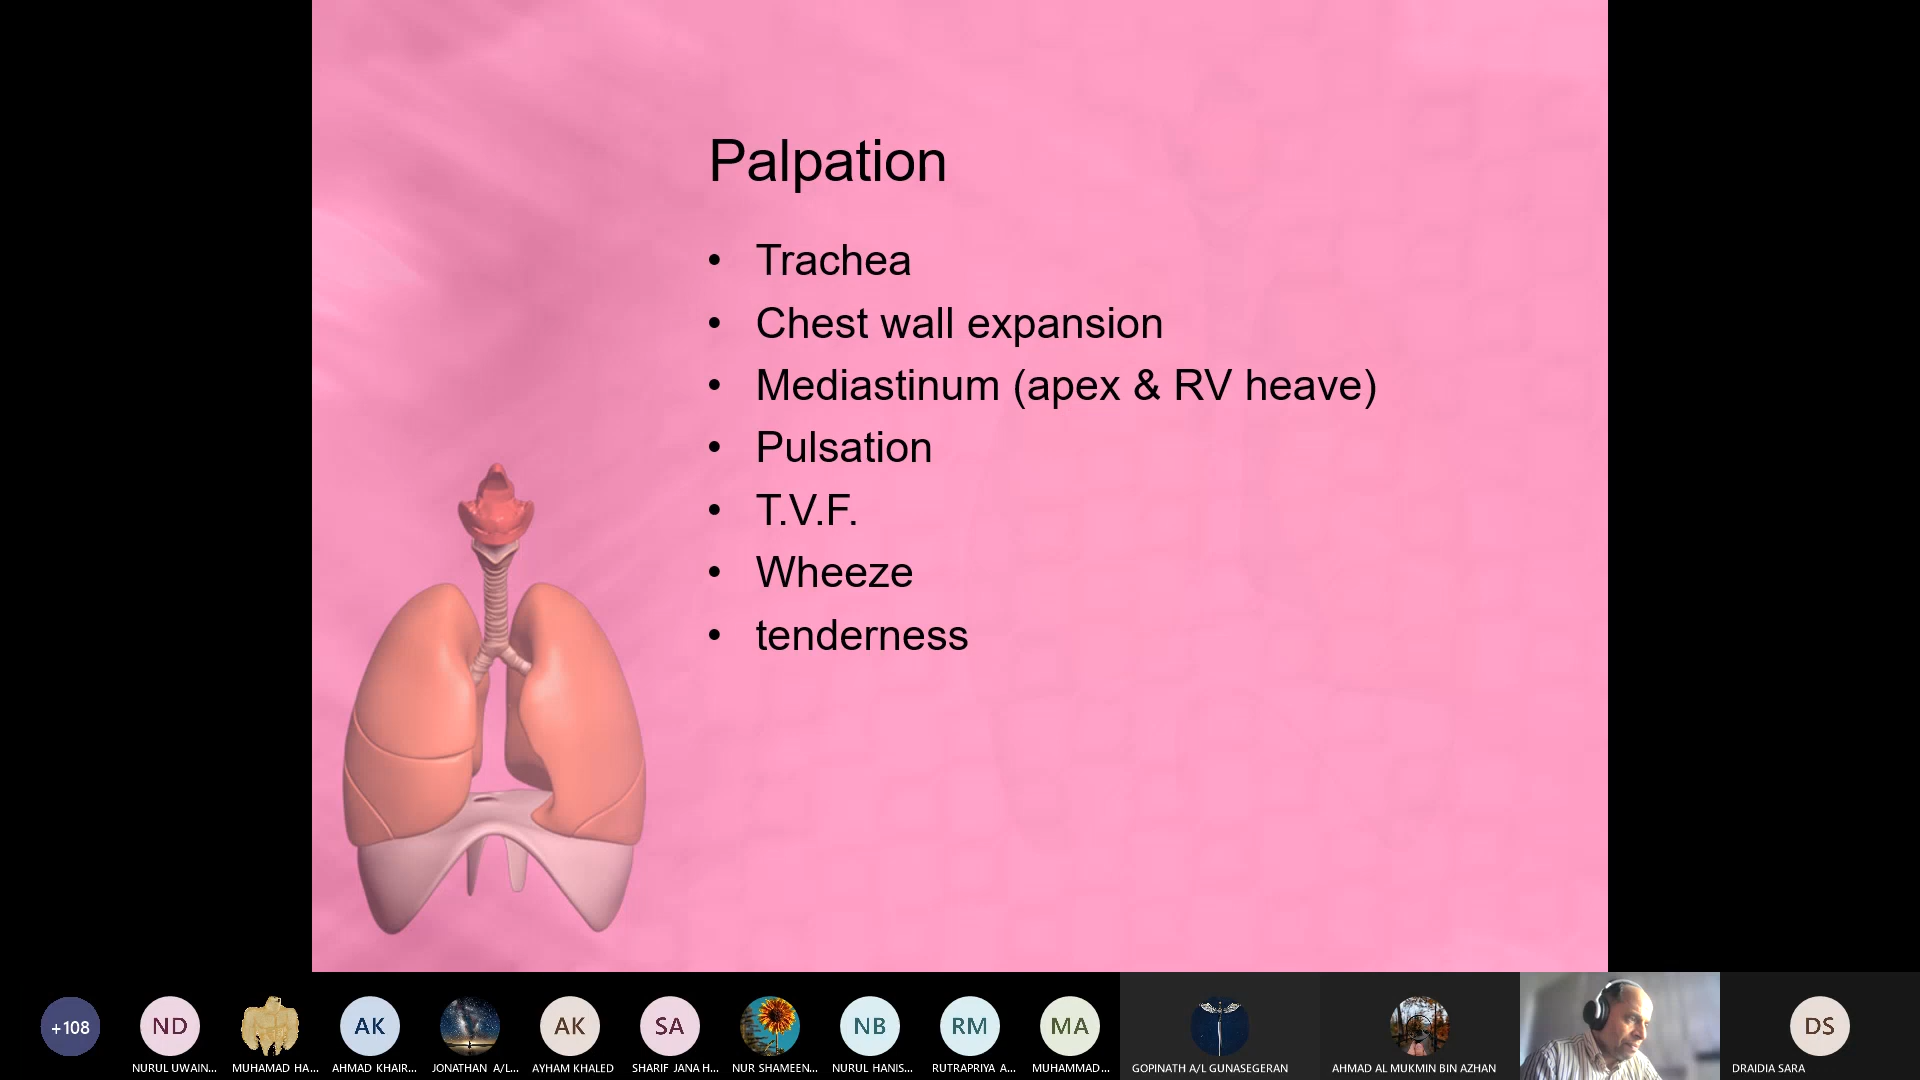 Palpation
• Trachea
• Chest wall expansion
• Mediastinum (apex & RV heave)
• Pulsation
• T.V.F.
• Wheeze
• tenderness
+108
ND
AK
AK
SA
NB
RM
MA
DS
NURUL UWAIN...
MUHAMAD HA...
AHMAD KHAIR...
JONATHAN A/L...
AYHAM KHALED
SHARIF JANA H...
NUR SHAMEEN...
NURUL HANIS...
RUTRAPRIYA A...
MUHAMMAD...
GOPINATH A/L GUNASEGERAN
AHMAD AL MUKMIN BIN AZHAN
DRAIDIA SARA